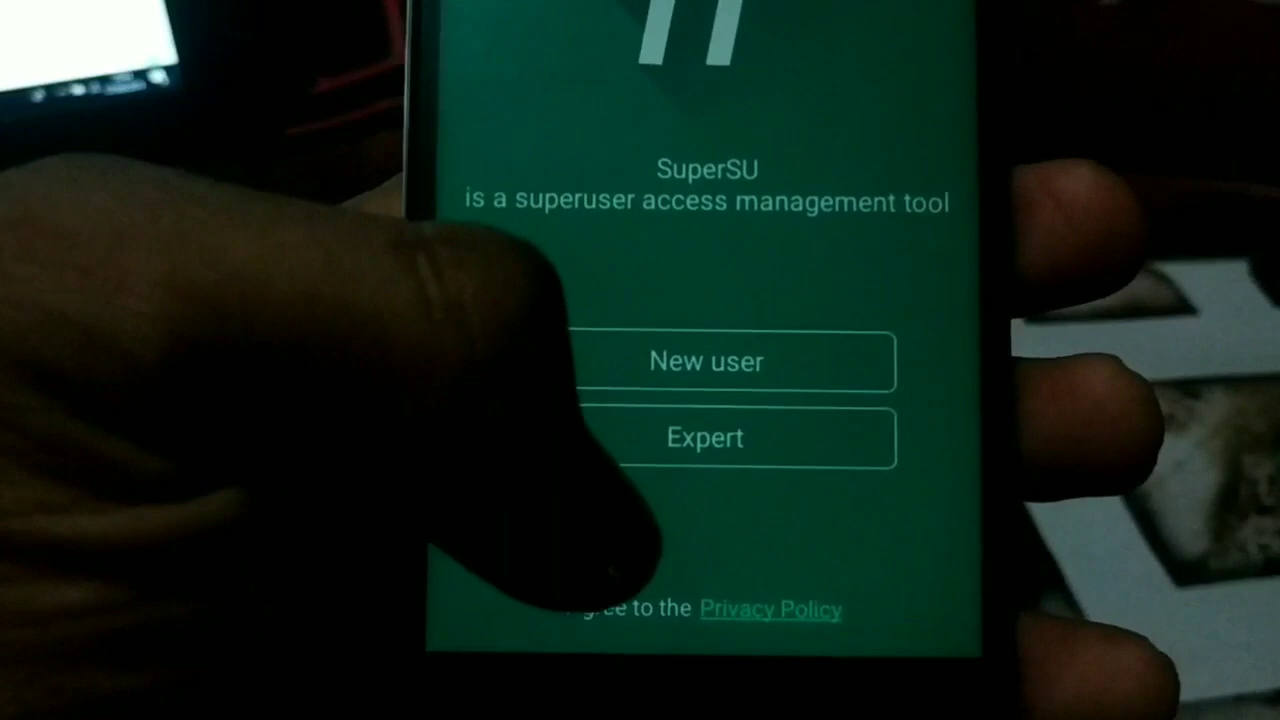 SuperSU
is a superuser access management tool
New user
Expert
to the Privacy Policy